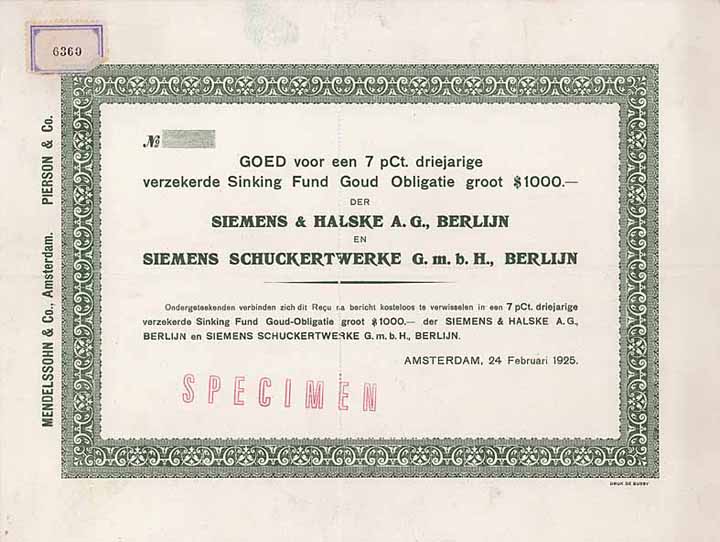 6369
MENDELSSOHN & Co., Amsterdam. PIERSON & Co.
№
GOED voor een 7 pCt. driejarige
verzekerde Sinking Fund Goud Obligatie groot $1000.—
DER
SIEMENS & HALSKE A. G., BERLIJN
EN
SIEMENS SCHUCKERTWERKE G. m. b. H., BERLIJN
Ondergeteekenden verbinden zich dit Reçu na bericht kosteloos te verwisselen in een 7 pCt. driejarige
verzekerde Sinking Fund Goud-Obligatie groot $1000.— der SIEMENS & HALSKE A. G.,
BERLIJN en SIEMENS SCHUCKERTWERKE G. m. b. H., BERLIJN.
AMSTERDAM, 24 Februari 1925.
SPECIMEN
DRUK DE BUSSY